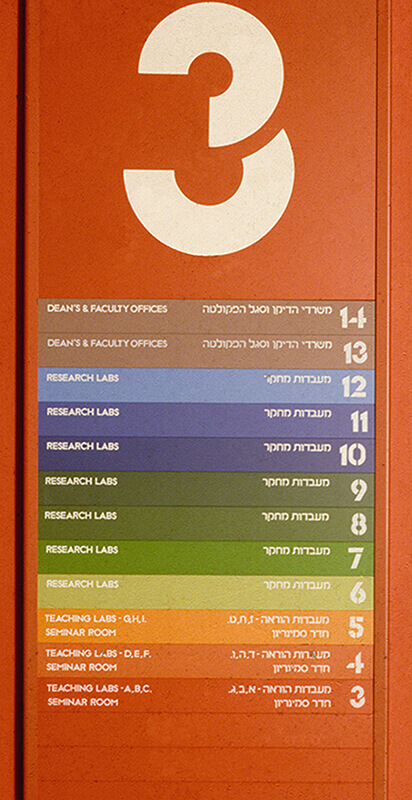 3
DEAN'S & FACULTY OFFICES משרדי הדיקן וסגל הפקולטה 14
DEAN'S & FACULTY OFFICES משרדי הדיקן וסגל הפקולטה 13
RESEARCH LABS מעבדות מחקר 12
RESEARCH LABS מעבדות מחקר 11
RESEARCH LABS מעבדות מחקר 10
RESEARCH LABS מעבדות מחקר 9
RESEARCH LABS מעבדות מחקר 8
RESEARCH LABS מעבדות מחקר 7
RESEARCH LABS מעבדות מחקר 6
TEACHING LABS - G,H,I. מעבדות הוראה - ז,ח,ט. 5
SEMINAR ROOM חדר סמינריון
TEACHING LABS - D,E,F. מעבדות הוראה - ד,ה,ו. 4
SEMINAR ROOM חדר סמינריון
TEACHING LABS - A,B,C. מעבדות הוראה - א,ב,ג. 3
SEMINAR ROOM חדר סמינריון